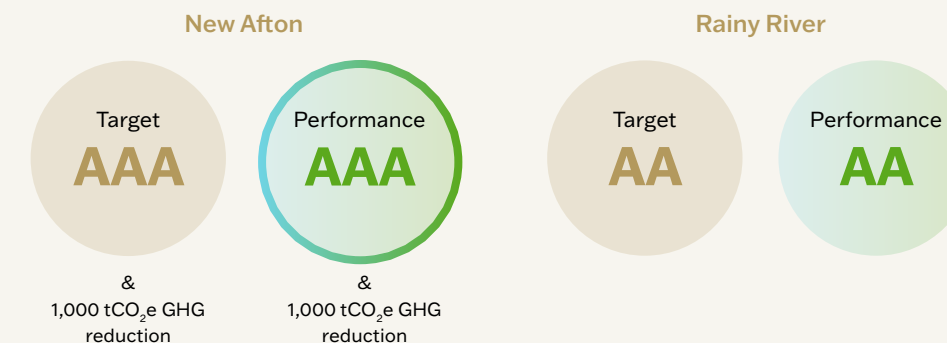 New Afton
Target
AAA
&
1,000 tCO₂e GHG
reduction
Performance
AAA
&
1,000 tCO₂e GHG
reduction
Rainy River
Target
AA
Performance
AA